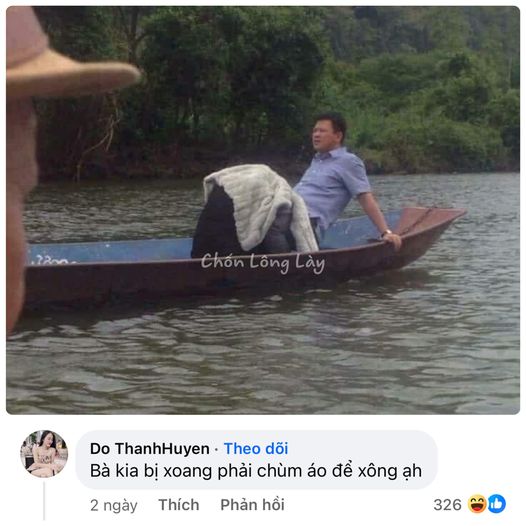 Chốn Lông Lày
Do ThanhHuyen · Theo dõi
Bà kia bị xoang phải chùm áo để xông ạh
2 ngày Thích Phản hồi 326